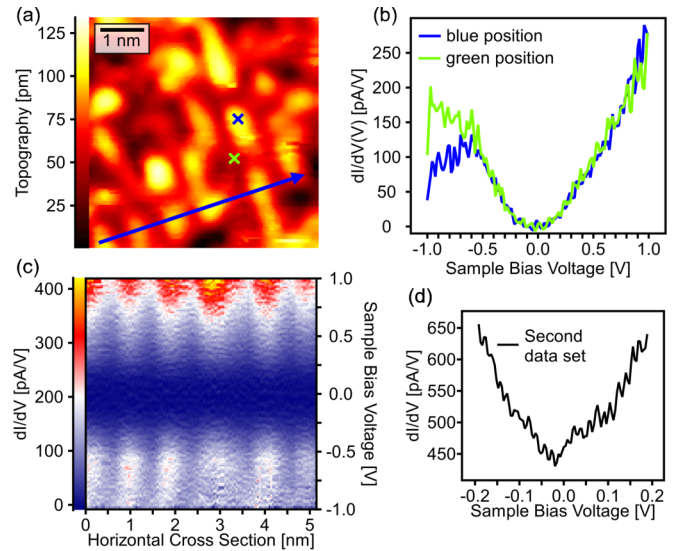 (a)
1 nm
Topography [pm]
125
100
75
50
25
(b)
blue position
green position
dI/dV(V) [pA/V]
250
200
150
100
50
0
-1.0 -0.5 0.0 0.5 1.0
Sample Bias Voltage [V]
(c)
dI/dV [pA/V]
400
300
200
100
0
1.0
0.5
0.0
-0.5
-1.0
Sample Bias Voltage [V]
0 1 2 3 4 5
Horizontal Cross Section [nm]
(d)
Second
data set
dI/dV [pA/V]
650
600
550
500
450
-0.2 -0.1 0.0 0.1 0.2
Sample Bias Voltage [V]